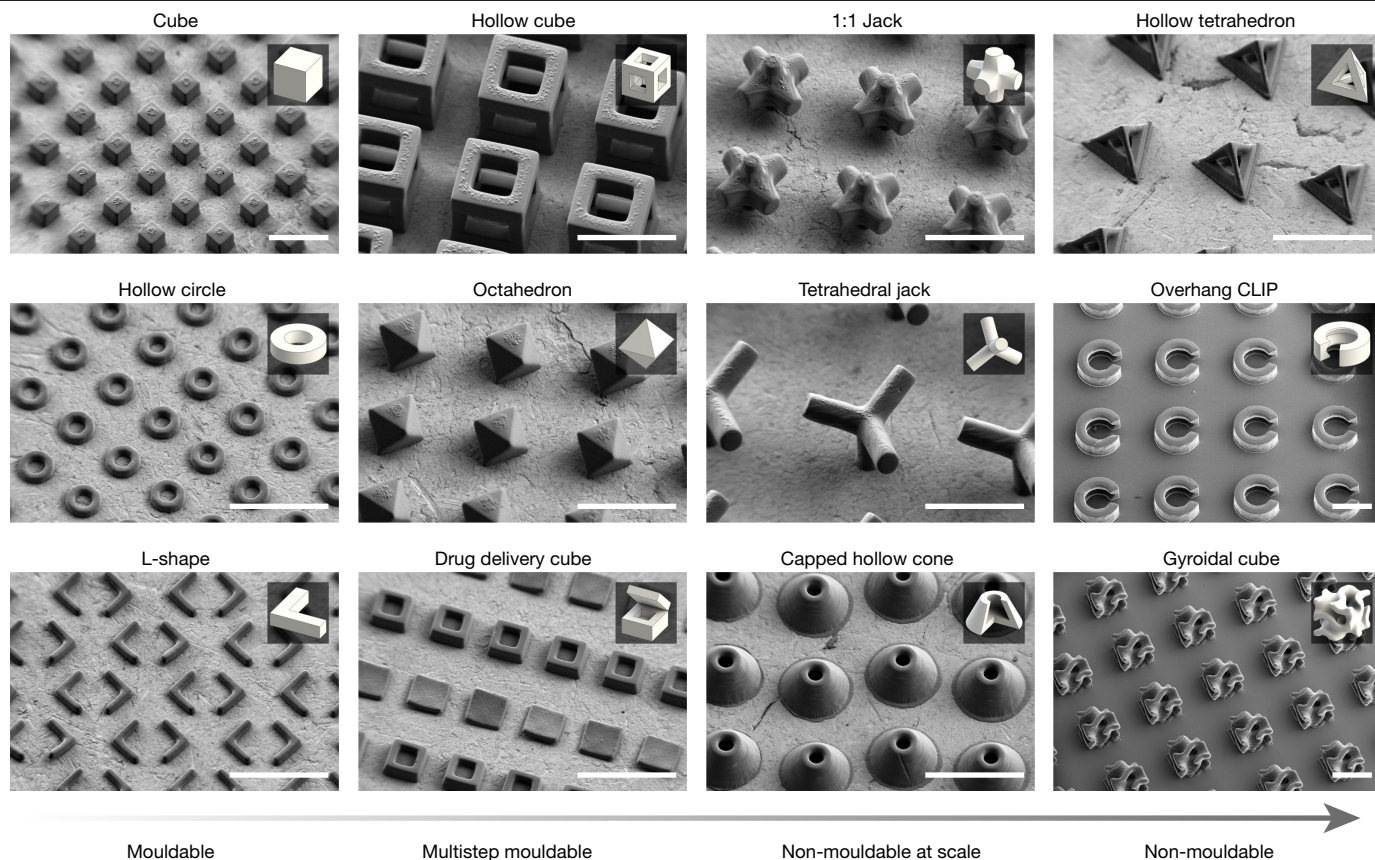 Cube
Hollow cube
1:1 Jack
Hollow tetrahedron
Hollow circle
Octahedron
Tetrahedral jack
Overhang CLIP
L-shape
Drug delivery cube
Capped hollow cone
Gyroidal cube
Mouldable
Multistep mouldable
Non-mouldable at scale
Non-mouldable